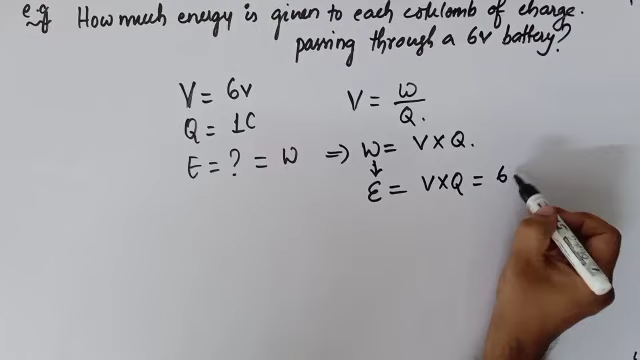 e.g How much energy is given to each coulomb of charge.
passing through a 6V battery?
V = 6V
Q = 1C
E = ? = W
V = W/Q.
⇒ W = V × Q.
↓
E = V × Q = 6